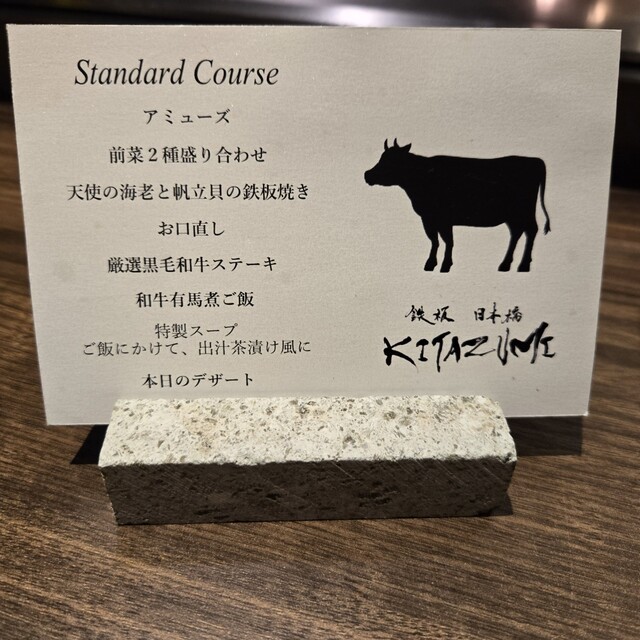 Standard Course
アミューズ
前菜２種盛り合わせ
天使の海老と帆立貝の鉄板焼き
お口直し
厳選黒毛和牛ステーキ
和牛有馬煮ご飯
特製スープ
ご飯にかけて、出汁茶漬け風に
本日のデザート
鉄板 日本橋
KITAZUMI